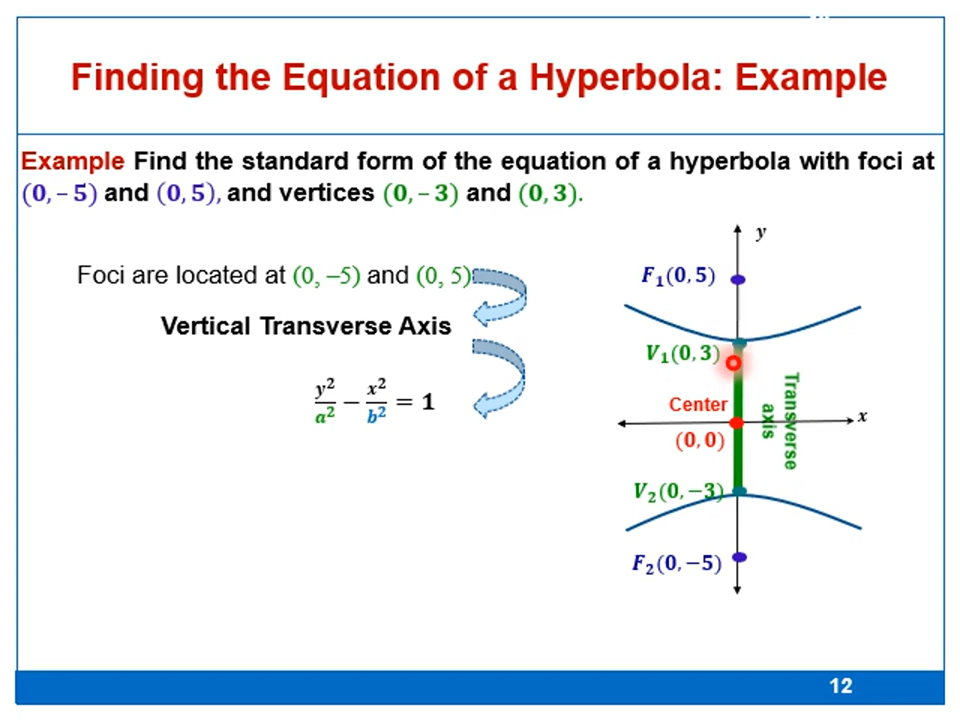 Finding the Equation of a Hyperbola: Example
Example Find the standard form of the equation of a hyperbola with foci at
(0, – 5) and (0, 5), and vertices (0, – 3) and (0, 3).
y
Foci are located at (0, –5) and (0, 5)
F₁(0, 5)
Vertical Transverse Axis
V₁(0, 3)
y²/a² − x²/b² = 1
Transverse
axis
Center
x
(0, 0)
V₂(0, −3)
F₂(0, −5)
12